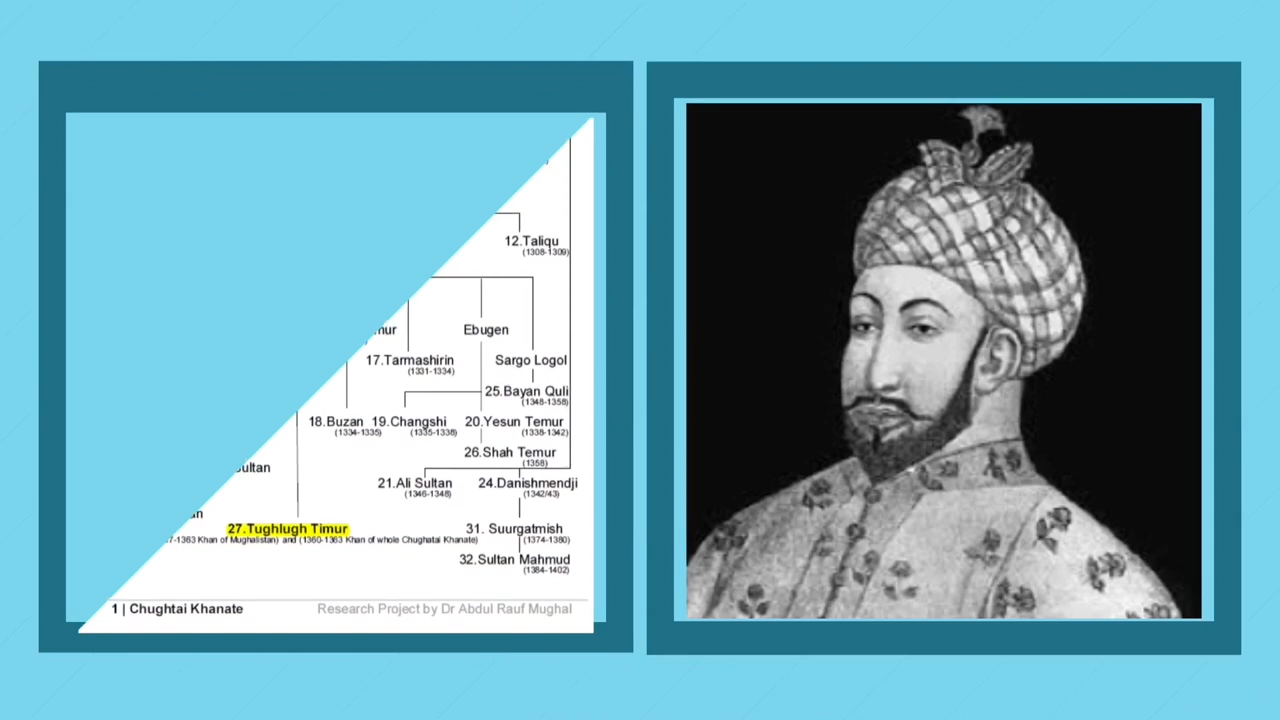 12.Taliqu
(1308-1309)
Ebugen
17.Tarmashirin
(1331-1334)
Sargo Logol
25.Bayan Quli
(1348-1358)
18.Buzan 19.Changshi 20.Yesun Temur
(1334-1335) (1335-1338) (1338-1342)
26.Shah Temur
(1358)
21.Ali Sultan 24.Danishmendji
(1346-1348) (1342/43)
27.Tughlugh Timur 31. Suurgatmish
7-1363 Khan of Mughalistan) and (1360-1363 Khan of whole Chughatai Khanate) (1374-1380)
32.Sultan Mahmud
(1384-1402)
1 | Chughtai Khanate Research Project by Dr Abdul Rauf Mughal